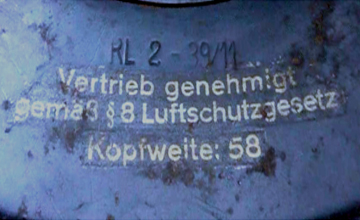 RL 2 - 39/11
Vertrieb genehmigt
gemäß § 8 Luftschutzgesetz
Kopfweite: 58